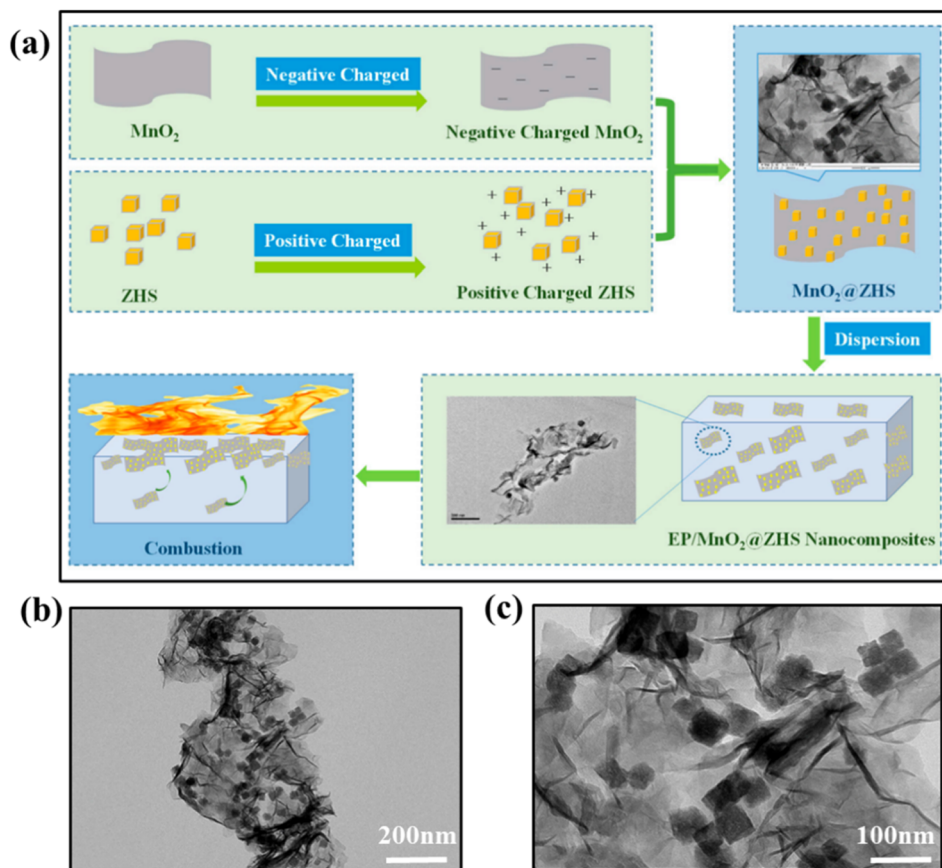 (a)
Negative Charged
MnO₂
Negative Charged MnO₂
Positive Charged
ZHS
Positive Charged ZHS
MnO₂@ZHS
Dispersion
Combustion
EP/MnO₂@ZHS Nanocomposites
(b)
200nm
(c)
100nm